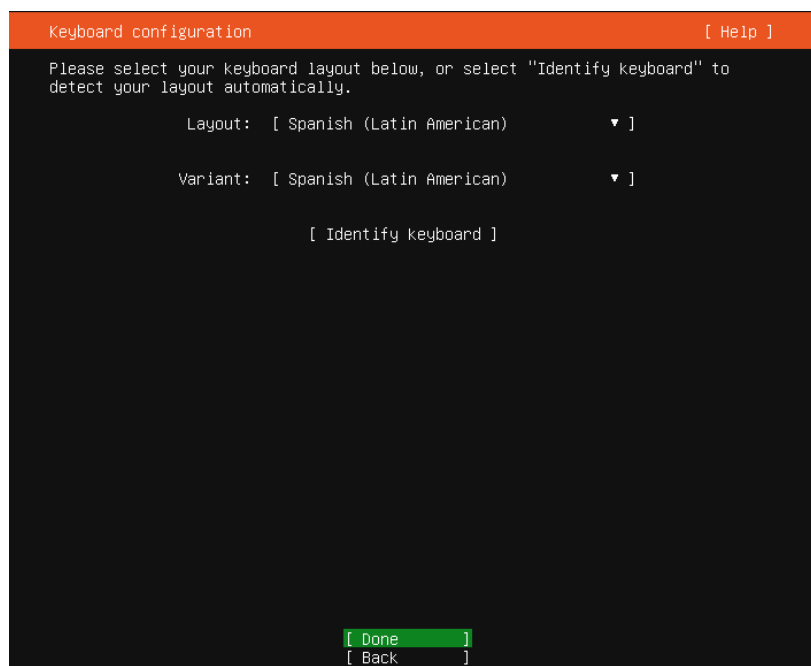 Keyboard configuration [ Help ]
Please select your keyboard layout below, or select "Identify keyboard" to
detect your layout automatically.
Layout: [ Spanish (Latin American) ▾ ]
Variant: [ Spanish (Latin American) ▾ ]
[ Identify keyboard ]
[ Done ]
[ Back ]